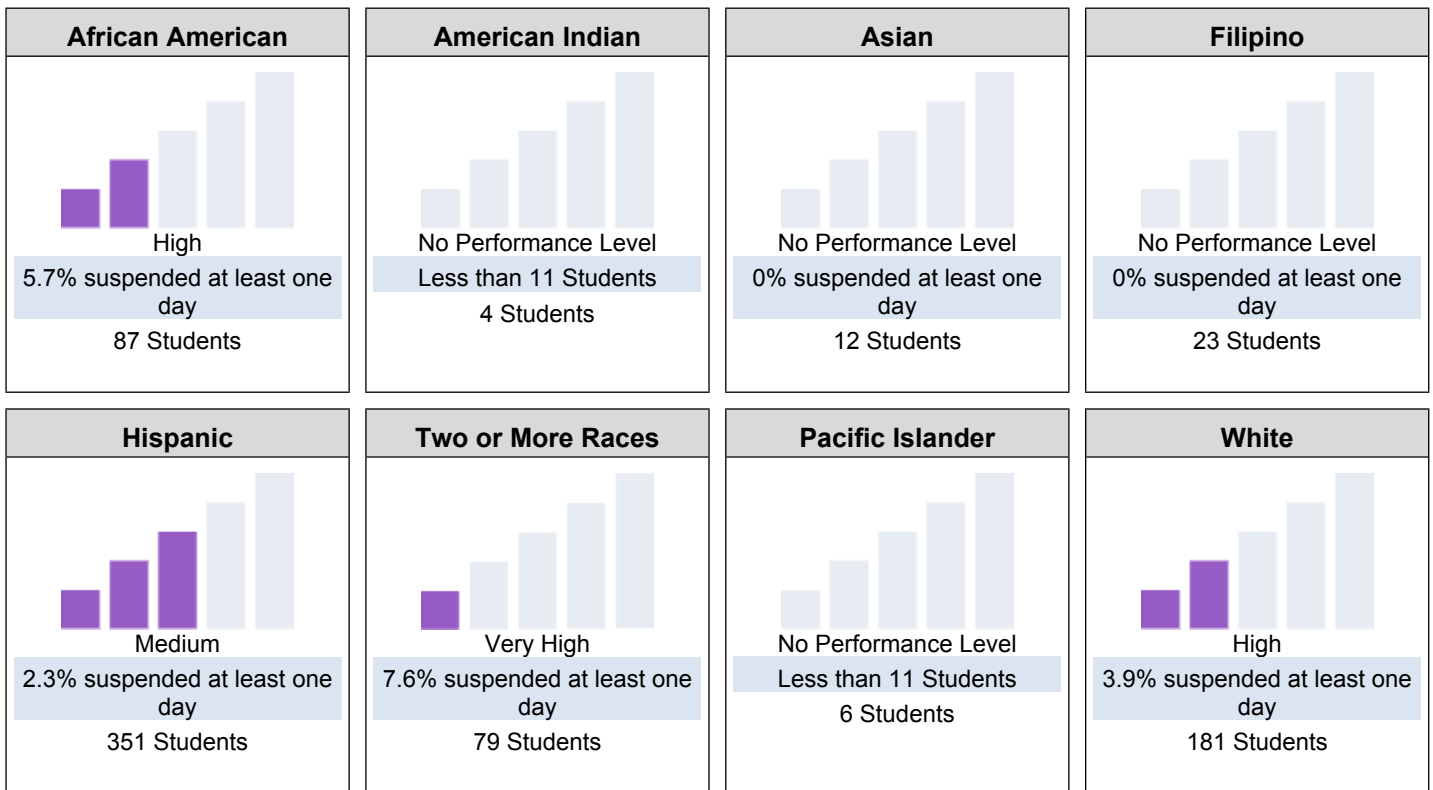 African American
High
5.7% suspended at least one
day
87 Students
American Indian
No Performance Level
Less than 11 Students
4 Students
Asian
No Performance Level
0% suspended at least one
day
12 Students
Filipino
No Performance Level
0% suspended at least one
day
23 Students
Hispanic
Medium
2.3% suspended at least one
day
351 Students
Two or More Races
Very High
7.6% suspended at least one
day
79 Students
Pacific Islander
No Performance Level
Less than 11 Students
6 Students
White
High
3.9% suspended at least one
day
181 Students